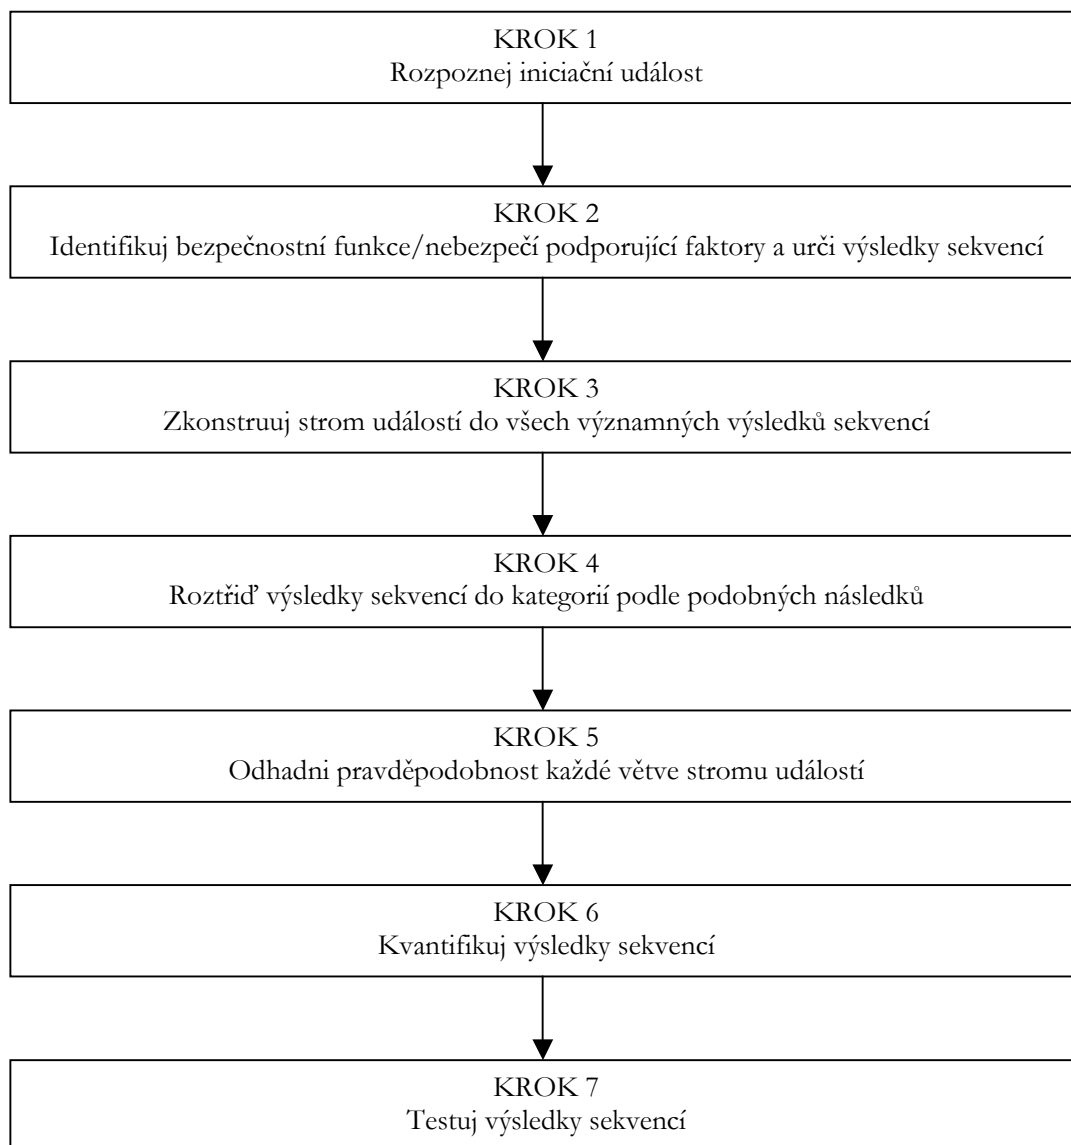 KROK 1
Rozpoznej iniciační událost
KROK 2
Identifikuj bezpečnostní funkce/nebezpečí podporující faktory a urči výsledky sekvencí
KROK 3
Zkonstruuj strom událostí do všech významných výsledků sekvencí
KROK 4
Roztřiď výsledky sekvencí do kategorií podle podobných následků
KROK 5
Odhadni pravděpodobnost každé větve stromu událostí
KROK 6
Kvantifikuj výsledky sekvencí
KROK 7
Testuj výsledky sekvencí